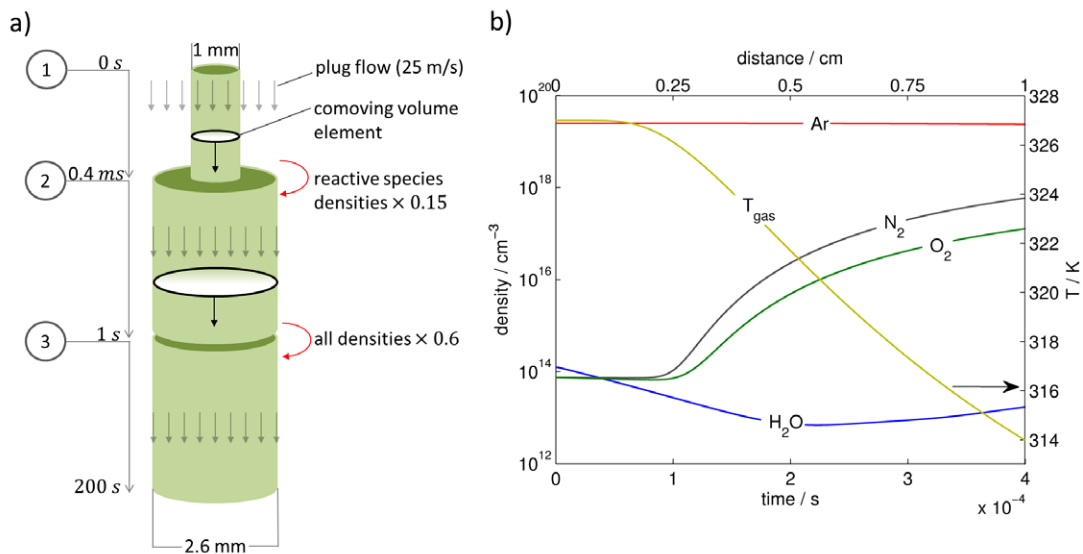 a)
1 mm
1
0 s
plug flow (25 m/s)
comoving volume
element
2
0.4 ms
reactive species
densities × 0.15
3
1 s
all densities × 0.6
200 s
2.6 mm
b)
distance / cm
0 0.25 0.5 0.75 1
10^20
10^18
10^16
10^14
10^12
density / cm^-3
328
326
324
322
320
318
316
314
T / K
Ar
T_gas
N_2
O_2
H_2O
0 1 2 3 4
time / s
x 10^-4